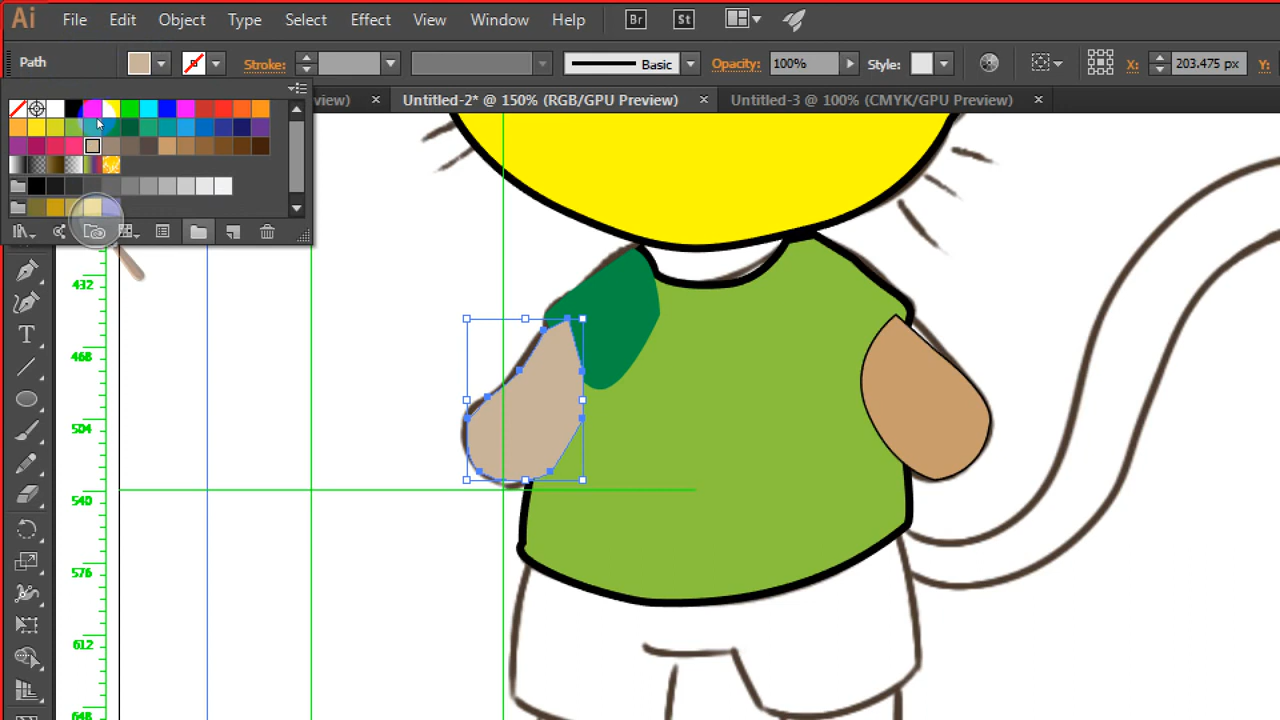 Ai File Edit Object Type Select Effect View Window Help Br St
Path Stroke: Basic Opacity: 100% Style: X: 203.475 px
view) × Untitled-2* @ 150% (RGB/GPU Preview) × Untitled-3 @ 100% (CMYK/GPU Preview) ×
432
468
504
540
576
612
648